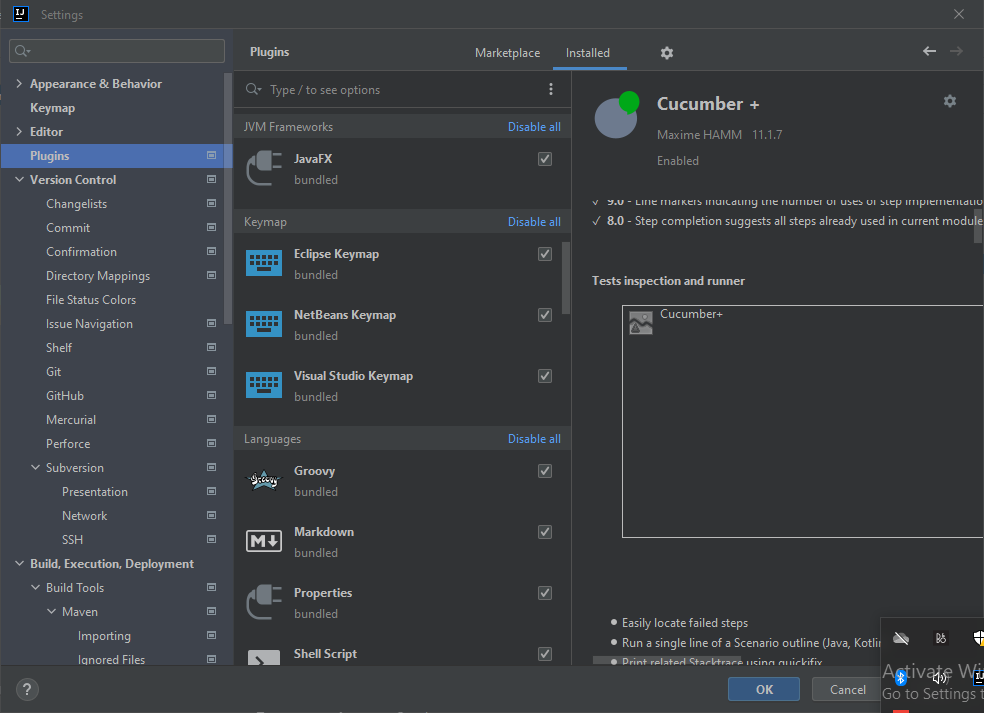 Settings
Plugins
Marketplace
Installed
Type / to see options
Appearance & Behavior
Keymap
Editor
Plugins
Version Control
Changelists
Commit
Confirmation
Directory Mappings
File Status Colors
Issue Navigation
Shelf
Git
GitHub
Mercurial
Perforce
Subversion
Presentation
Network
SSH
Build, Execution, Deployment
Build Tools
Maven
Importing
Ignored Files
JVM Frameworks Disable all
JavaFX
bundled
Keymap Disable all
Eclipse Keymap
bundled
NetBeans Keymap
bundled
Visual Studio Keymap
bundled
Languages Disable all
Groovy
bundled
Markdown
bundled
Properties
bundled
Shell Script
Cucumber +
Maxime HAMM 11.1.7
Enabled
✓ 9.0 - Line markers indicating the number of uses of step implementatio
✓ 8.0 - Step completion suggests all steps already used in current module
Tests inspection and runner
Cucumber+
• Easily locate failed steps
• Run a single line of a Scenario outline (Java, Kotlin
• Print related Stacktrace using quickfix
Activate Wi
Go to Settings t
?
OK
Cancel